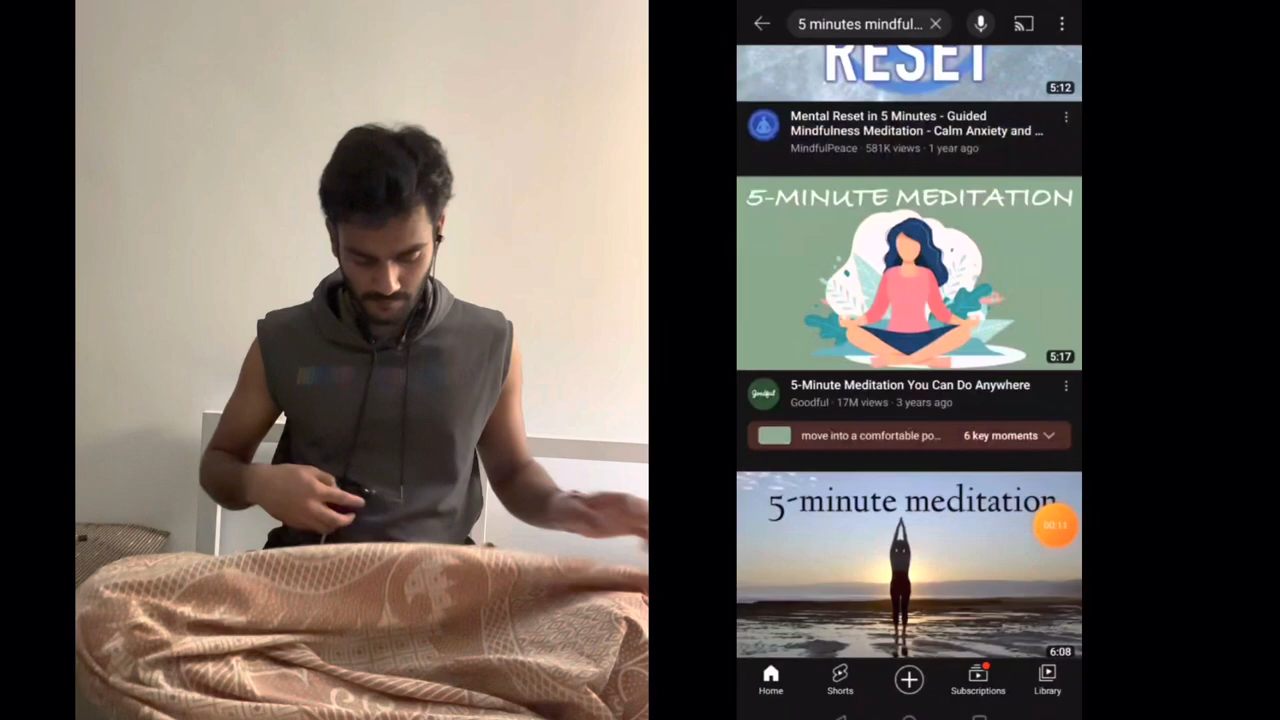 5 minutes mindful...
RESET
5:12
Mental Reset in 5 Minutes - Guided
Mindfulness Meditation - Calm Anxiety and ...
MindfulPeace · 581K views · 1 year ago
5-MINUTE MEDITATION
5:17
5-Minute Meditation You Can Do Anywhere
Goodful
Goodful · 17M views · 3 years ago
move into a comfortable po...
6 key moments
5-minute meditation
00:11
6:08
Home
Shorts
Subscriptions
Library